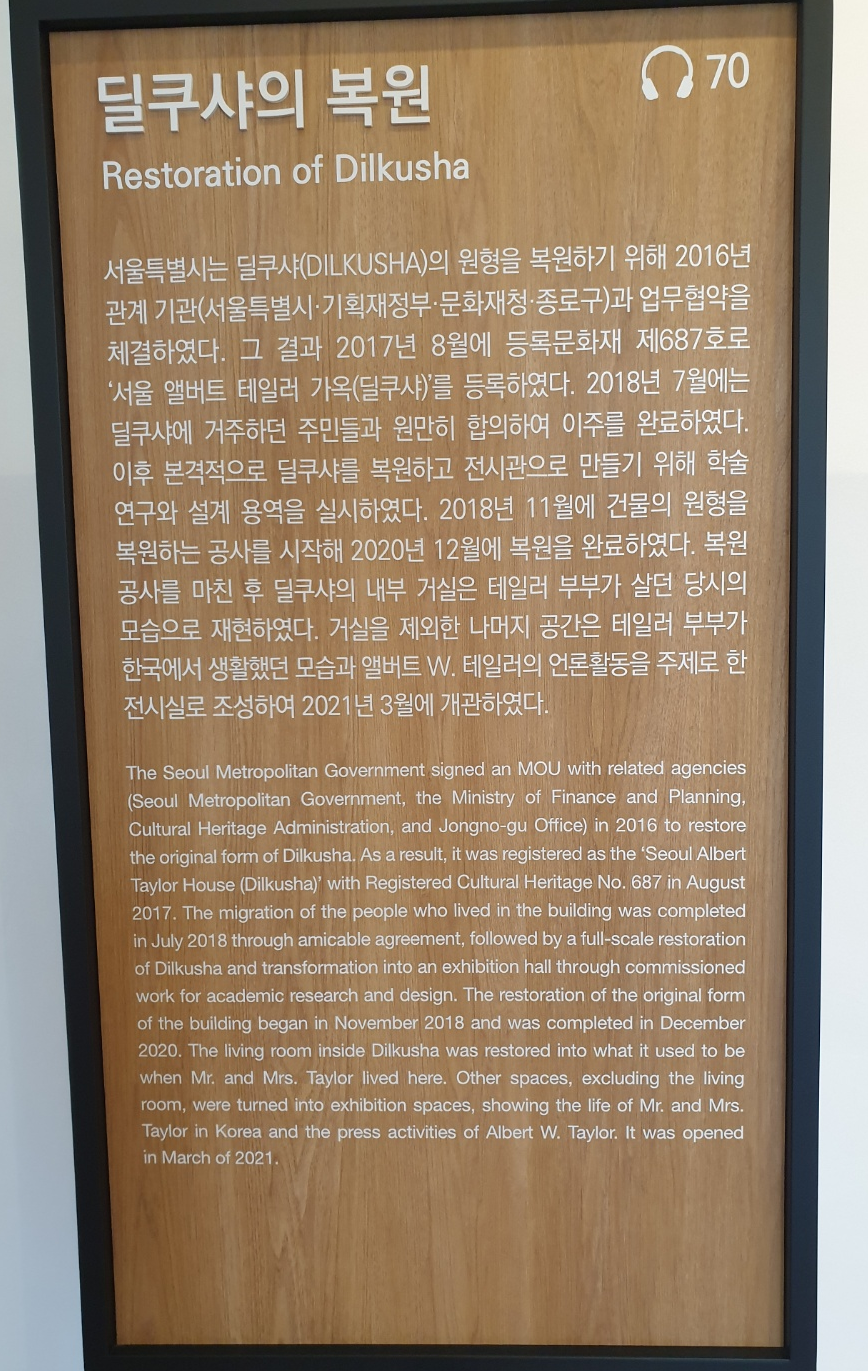 딜쿠샤의 복원
70
Restoration of Dilkusha
서울특별시는 딜쿠샤(DILKUSHA)의 원형을 복원하기 위해 2016년
관계 기관(서울특별시·기획재정부·문화재청·종로구)과 업무협약을
체결하였다. 그 결과 2017년 8월에 등록문화재 제687호로
‘서울 앨버트 테일러 가옥(딜쿠샤)’를 등록하였다. 2018년 7월에는
딜쿠샤에 거주하던 주민들과 원만히 합의하여 이주를 완료하였다.
이후 본격적으로 딜쿠샤를 복원하고 전시관으로 만들기 위해 학술
연구와 설계 용역을 실시하였다. 2018년 11월에 건물의 원형을
복원하는 공사를 시작해 2020년 12월에 복원을 완료하였다. 복원
공사를 마친 후 딜쿠샤의 내부 거실은 테일러 부부가 살던 당시의
모습으로 재현하였다. 거실을 제외한 나머지 공간은 테일러 부부가
한국에서 생활했던 모습과 앨버트 W. 테일러의 언론활동을 주제로 한
전시실로 조성하여 2021년 3월에 개관하였다.
The Seoul Metropolitan Government signed an MOU with related agencies
(Seoul Metropolitan Government, the Ministry of Finance and Planning,
Cultural Heritage Administration, and Jongno-gu Office) in 2016 to restore
the original form of Dilkusha. As a result, it was registered as the ‘Seoul Albert
Taylor House (Dilkusha)’ with Registered Cultural Heritage No. 687 in August
2017. The migration of the people who lived in the building was completed
in July 2018 through amicable agreement, followed by a full-scale restoration
of Dilkusha and transformation into an exhibition hall through commissioned
work for academic research and design. The restoration of the original form
of the building began in November 2018 and was completed in December
2020. The living room inside Dilkusha was restored into what it used to be
when Mr. and Mrs. Taylor lived here. Other spaces, excluding the living
room, were turned into exhibition spaces, showing the life of Mr. and Mrs.
Taylor in Korea and the press activities of Albert W. Taylor. It was opened
in March of 2021.